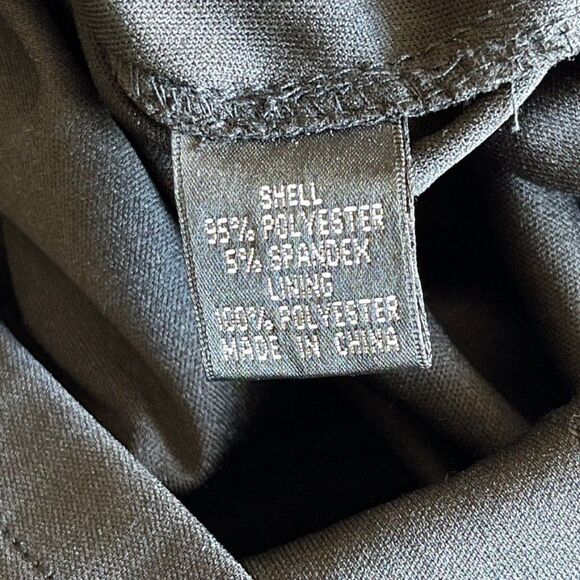 SHELL
95% POLYESTER
5% SPANDEX
LINING
100% POLYESTER
MADE IN CHINA